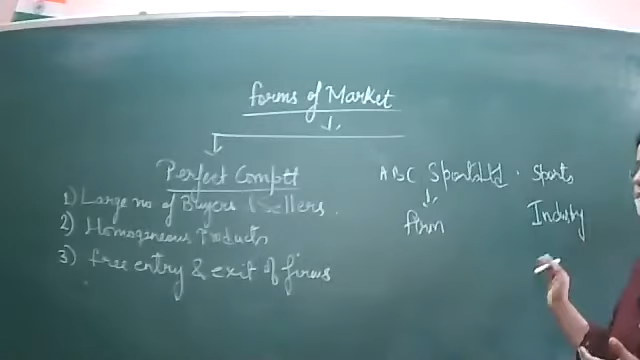 forms of Market
Perfect Comptt
1) Large no of Buyers & Sellers.
2) Homogeneous Products
3) free entry & exit of firms
ABC Sports Ltd.
firm
Sports
Industry